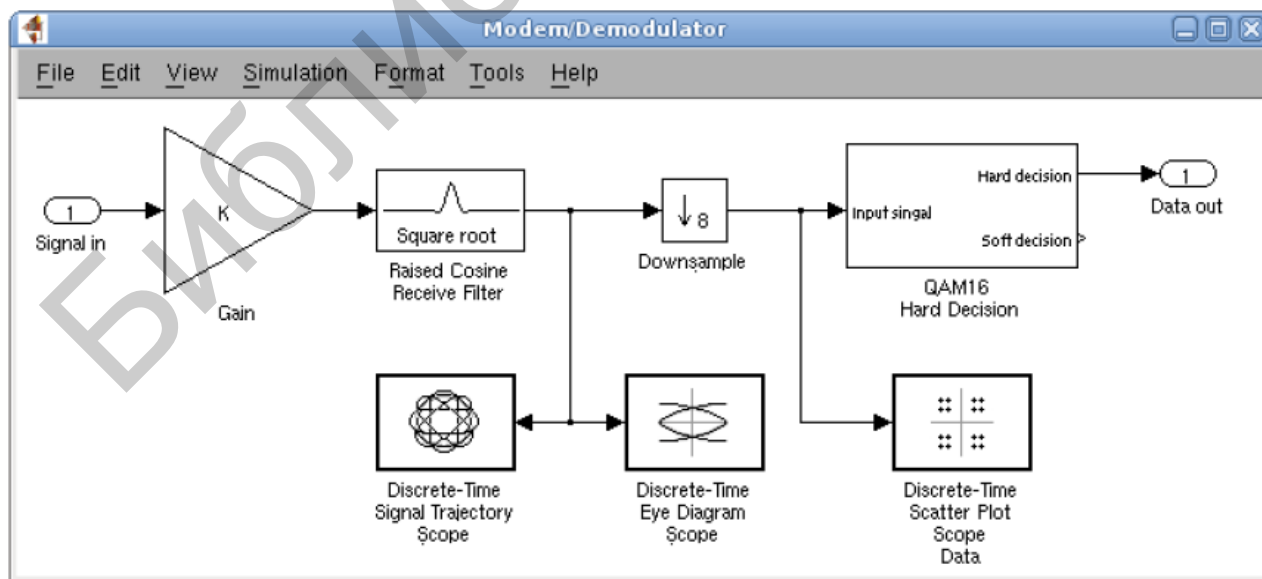 Modem/Demodulator
File Edit View Simulation Format Tools Help
1
Signal in
K
Gain
Square root
Raised Cosine
Receive Filter
8
Downsample
Input singal
Hard decision
Soft decision
QAM16
Hard Decision
1
Data out
Discrete-Time
Signal Trajectory
Scope
Discrete-Time
Eye Diagram
Scope
Discrete-Time
Scatter Plot
Scope
Data
Библио